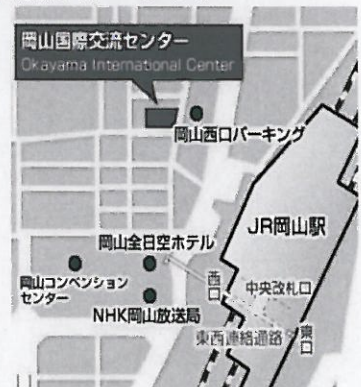 岡山国際交流センター
Okayama International Center
岡山西口パーキング
JR岡山駅
岡山全日空ホテル
西口
中央改札口
岡山コンベンション
センター
NHK岡山放送局
東西連絡通路
東口